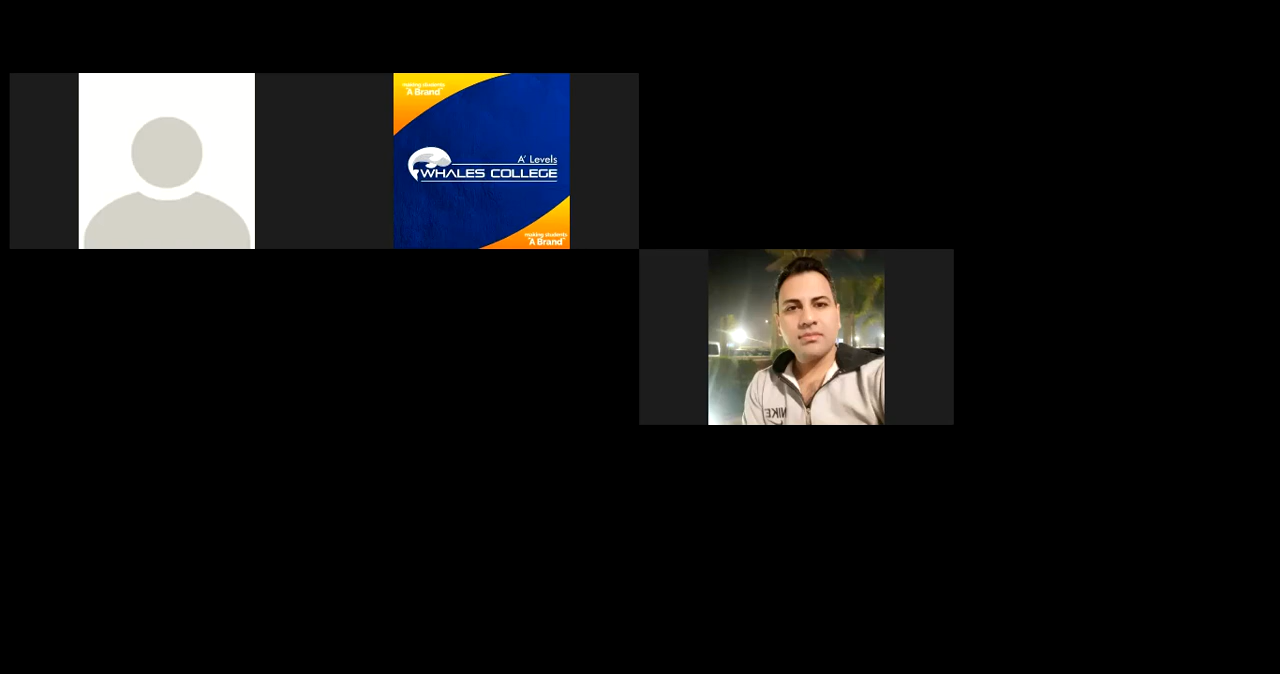 making students
"A Brand"
A' Levels
WHALES COLLEGE
making students
"A Brand"
NIKE